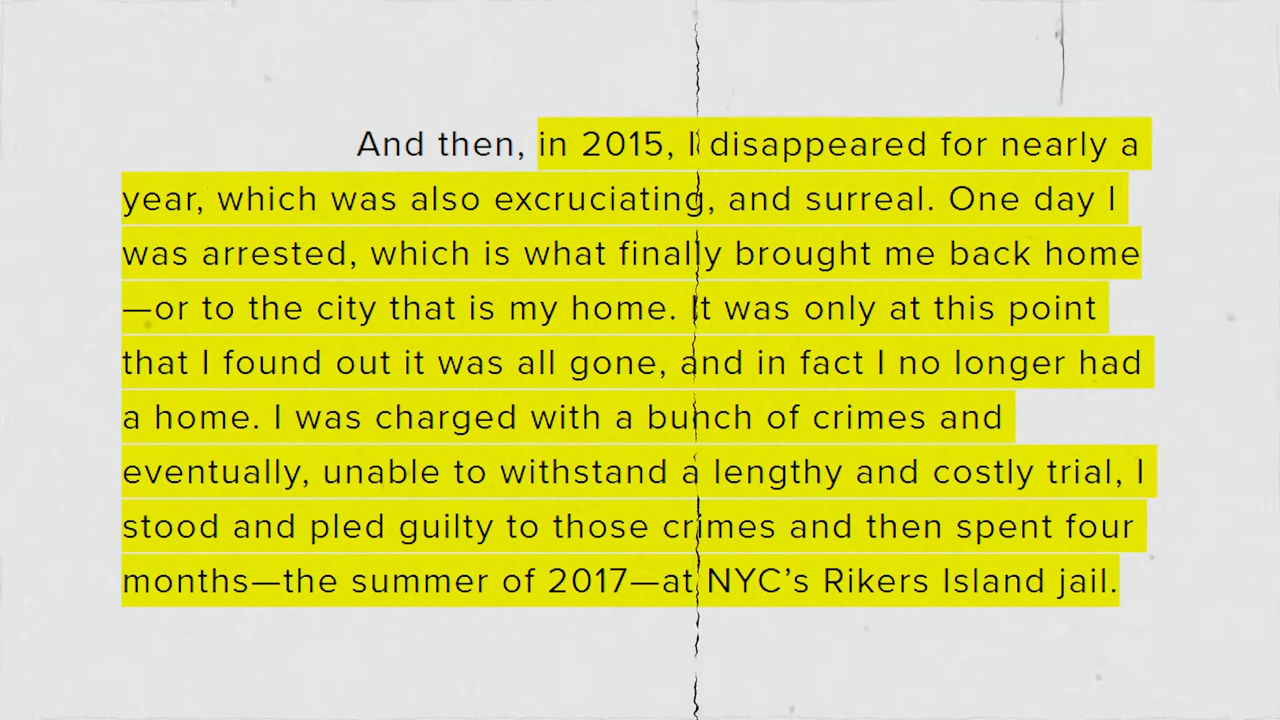 And then, in 2015, I disappeared for nearly a
year, which was also excruciating, and surreal. One day I
was arrested, which is what finally brought me back home
—or to the city that is my home. It was only at this point
that I found out it was all gone, and in fact I no longer had
a home. I was charged with a bunch of crimes and
eventually, unable to withstand a lengthy and costly trial, I
stood and pled guilty to those crimes and then spent four
months—the summer of 2017—at NYC’s Rikers Island jail.